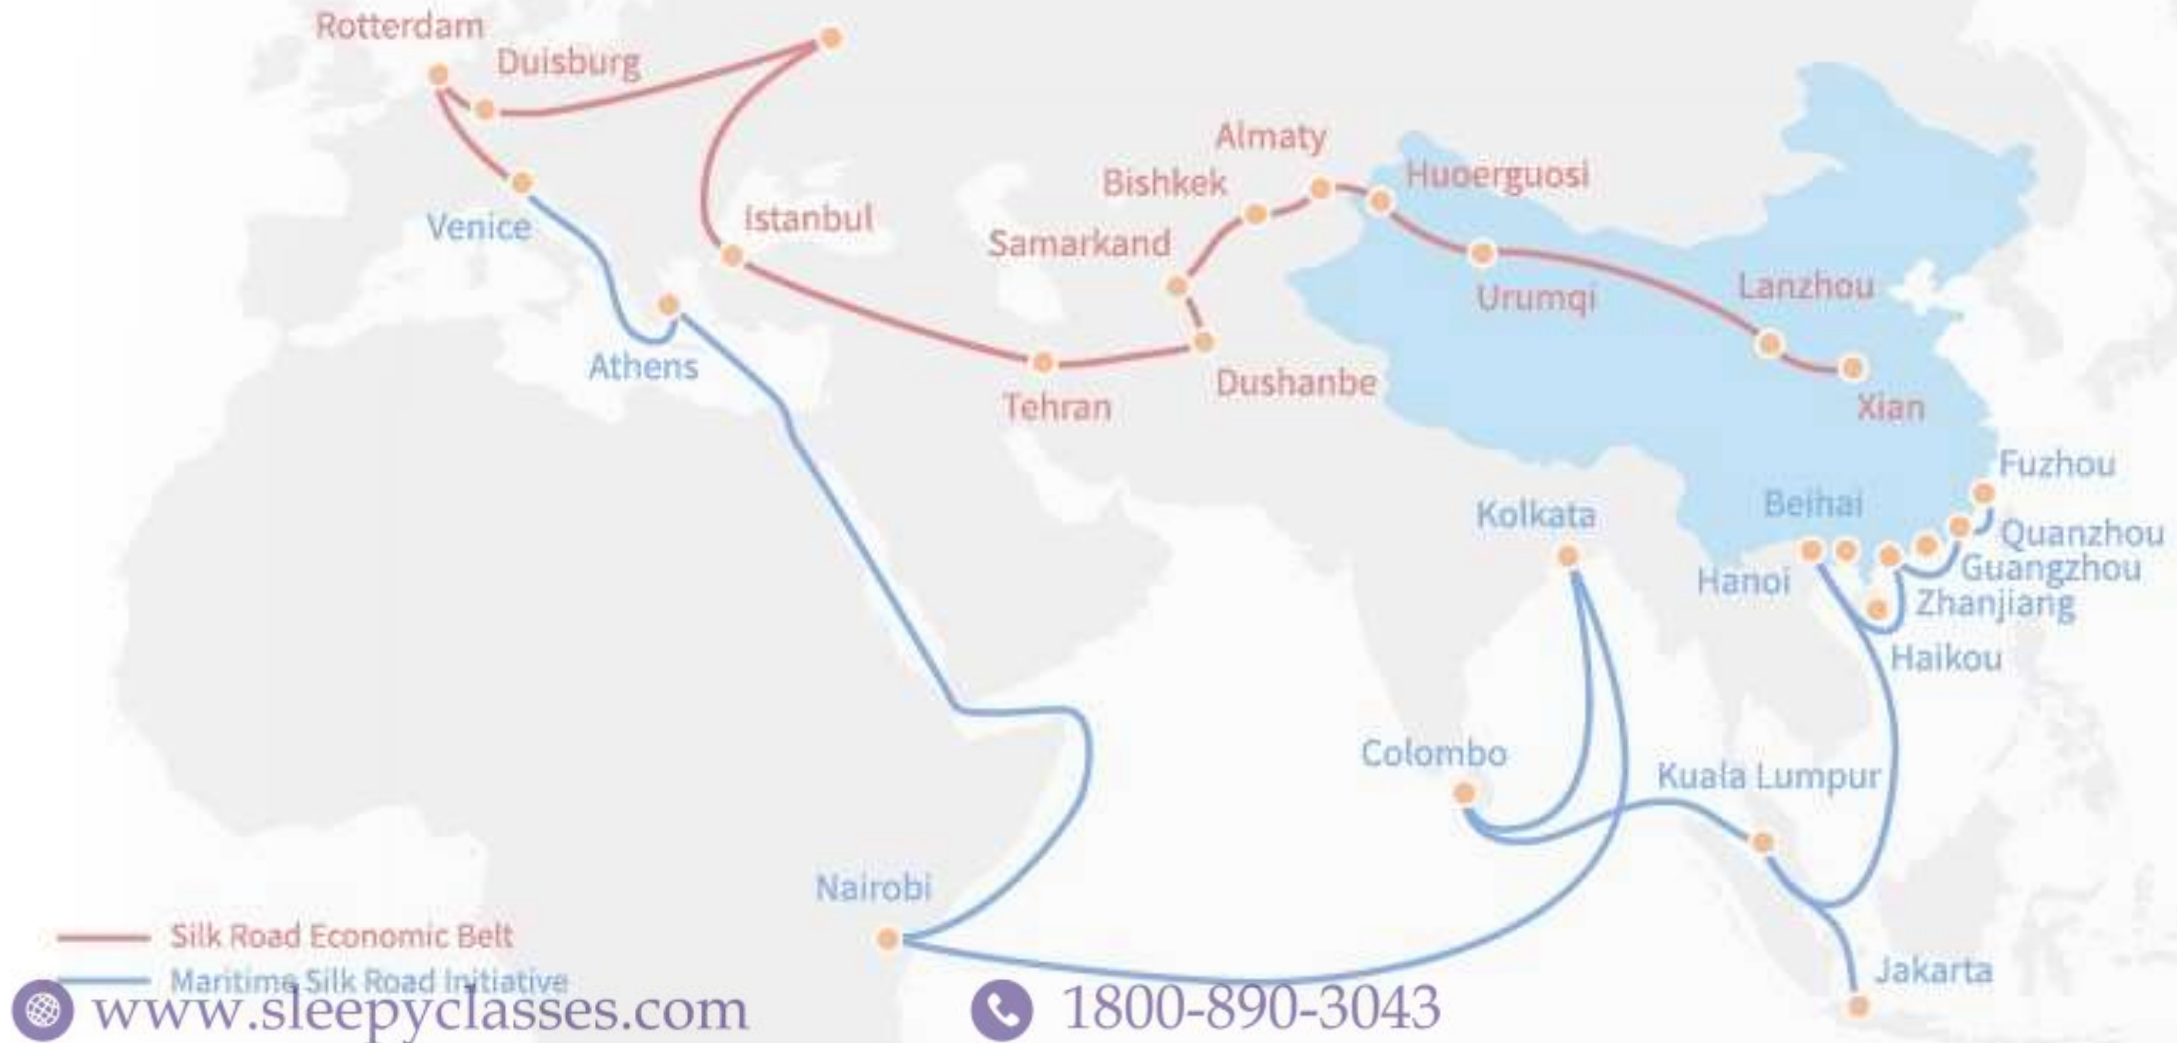 Rotterdam
Duisburg
Almaty
Huoerguosi
Bishkek
Istanbul
Venice
Samarkand
Lanzhou
Urumqi
Athens
Dushanbe
Tehran
Xian
Fuzhou
Beihai
Kolkata
Quanzhou
Guangzhou
Hanoi
Zhanjiang
Haikou
Colombo
Kuala Lumpur
Nairobi
Silk Road Economic Belt
Jakarta
Maritime Silk Road Initiative
www.sleepyclasses.com
1800-890-3043